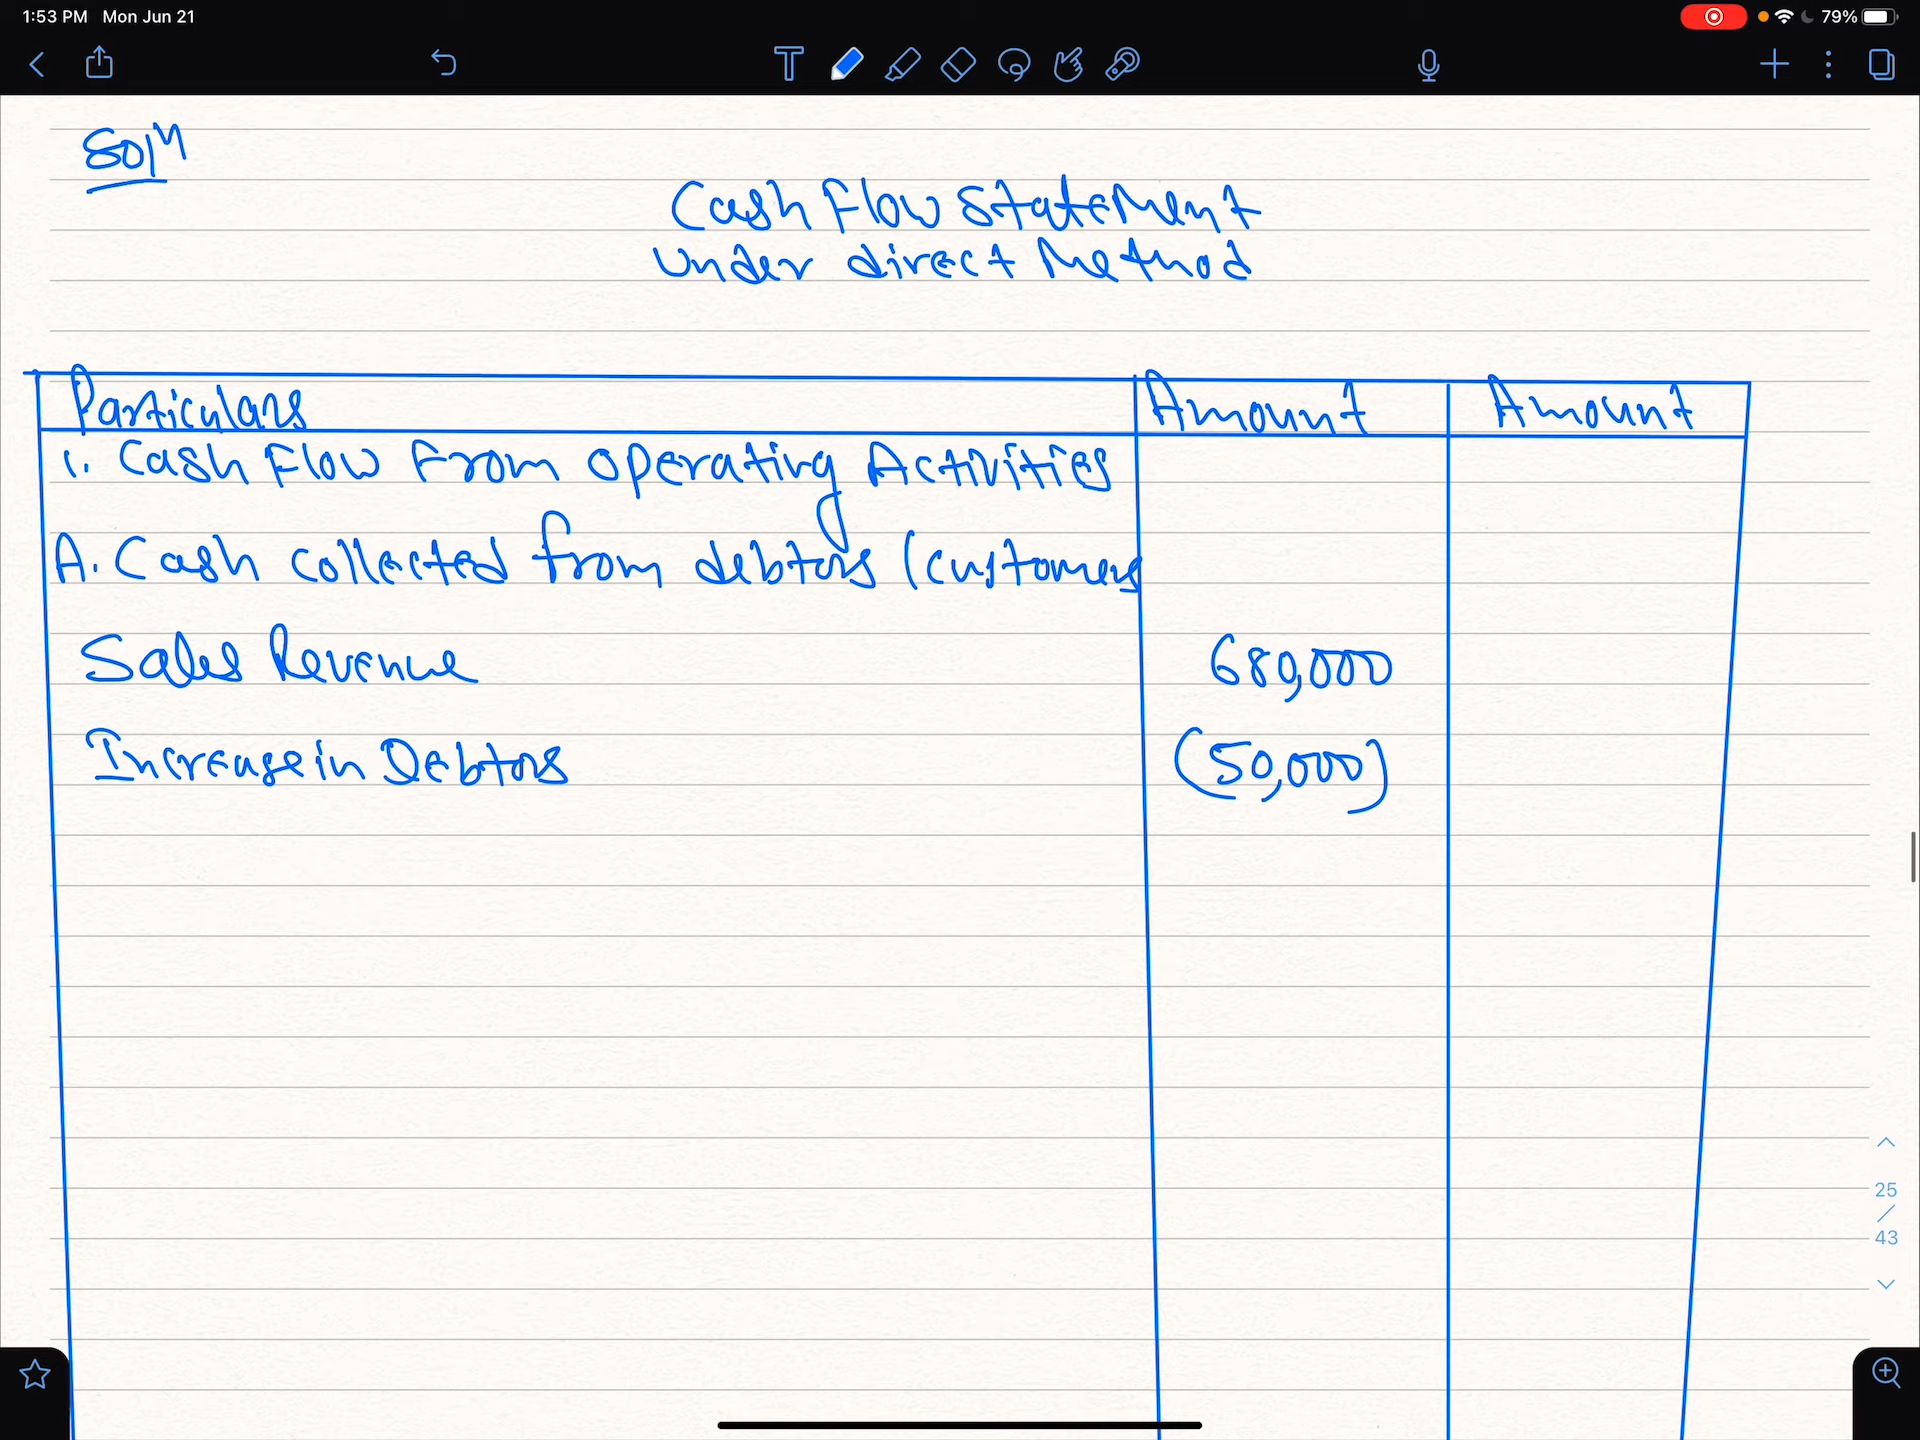 1:53 PM Mon Jun 21
79%
Solⁿ
Cash Flow Statement
Under direct Method
Particulars Amount Amount
1. Cash Flow From Operating Activities
A. Cash collected from debtors (customers
Sales Revenue 680,000
Increase in Debtors (50,000)
25
/
43